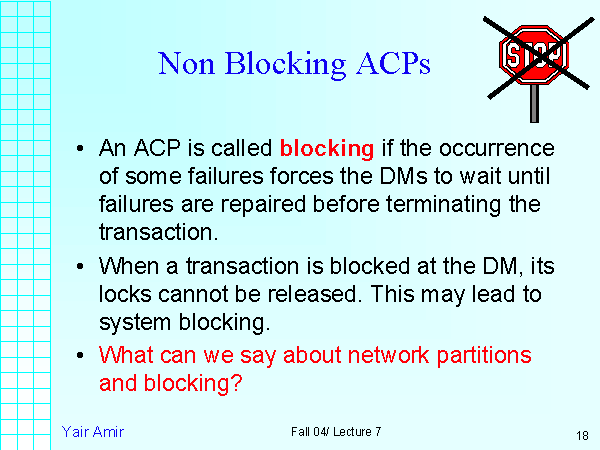 STOP
Non Blocking ACPs
• An ACP is called blocking if the occurrence
of some failures forces the DMs to wait until
failures are repaired before terminating the
transaction.
• When a transaction is blocked at the DM, its
locks cannot be released. This may lead to
system blocking.
• What can we say about network partitions
and blocking?
Yair Amir
Fall 04/ Lecture 7
18